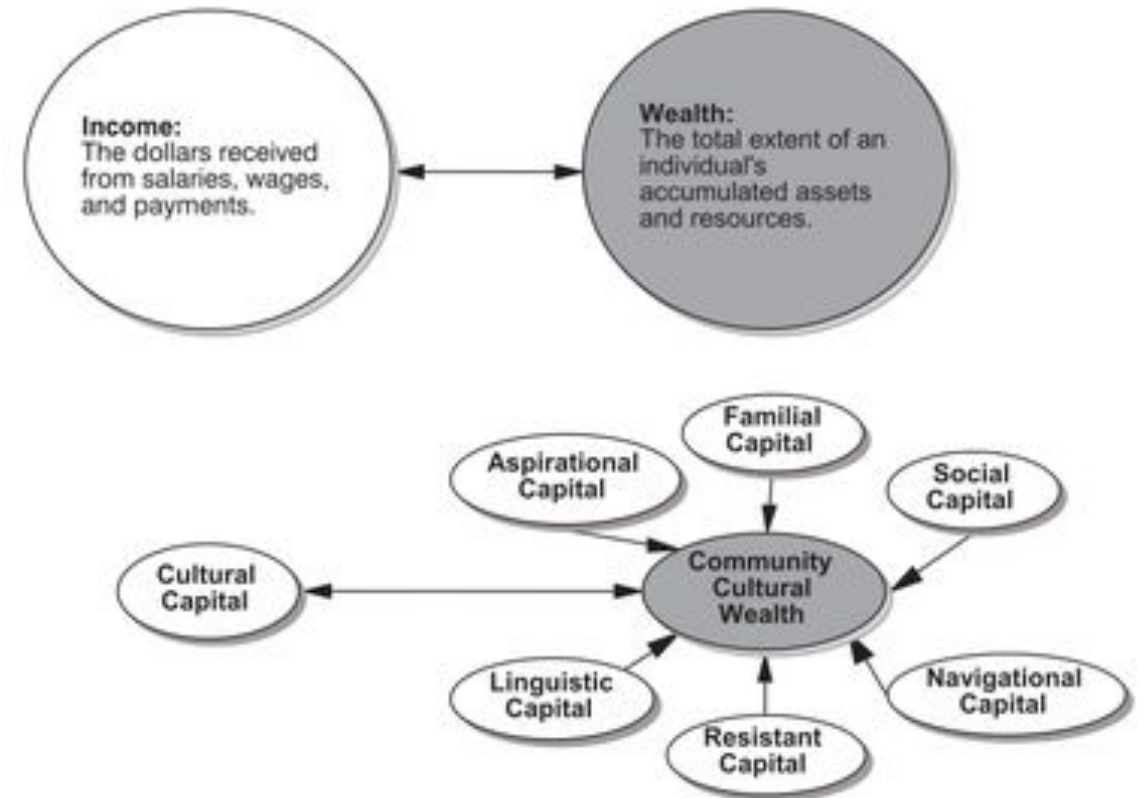 Income:
The dollars received
from salaries, wages,
and payments.
Wealth:
The total extent of an
individual's
accumulated assets
and resources.
Familial
Capital
Aspirational
Capital
Social
Capital
Community
Cultural
Wealth
Cultural
Capital
Linguistic
Capital
Navigational
Capital
Resistant
Capital